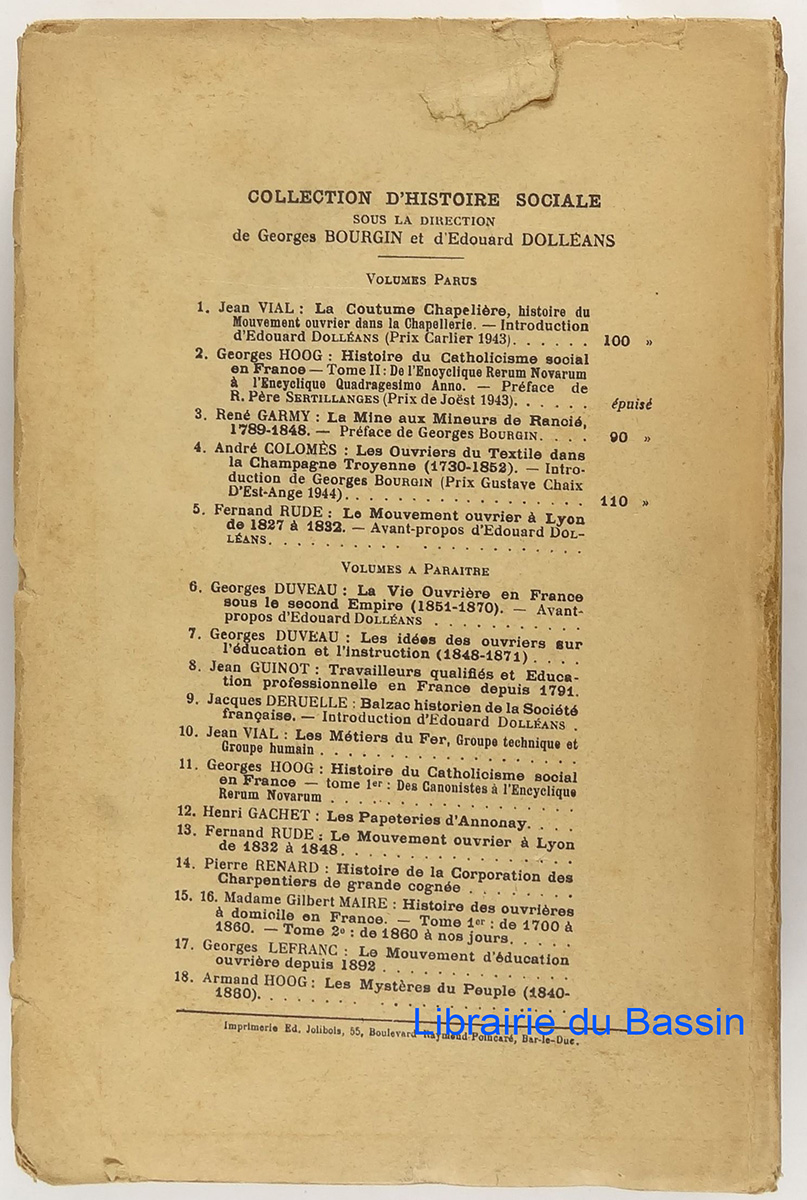 COLLECTION D'HISTOIRE SOCIALE
SOUS LA DIRECTION
de Georges BOURGIN et d'Edouard DOLLÉANS
VOLUMES PARUS
1. Jean VIAL : La Coutume Chapelière, histoire du
Mouvement ouvrier dans la Chapellerie. — Introduction
d'Edouard DOLLÉANS (Prix Carlier 1943). . . . . . 100 »
2. Georges HOOG : Histoire du Catholicisme social
en France — Tome II : De l'Encyclique Rerum Novarum
à l'Encyclique Quadragesimo Anno. — Préface de
R. Père SERTILLANGES (Prix de Joëst 1943). . . . . . épuisé
3. René GARMY : La Mine aux Mineurs de Rancié,
1789-1848. — Préface de Georges BOURGIN. . . . 90 »
4. André COLOMÈS : Les Ouvriers du Textile dans
la Champagne Troyenne (1730-1852). — Intro-
duction de Georges BOURGIN (Prix Gustave Chaix
D'Est-Ange 1944). . . . . . . . . . . . . . . . . . 110 »
5. Fernand RUDE : Le Mouvement ouvrier à Lyon
de 1827 à 1832. — Avant-propos d'Edouard DOL-
LÉANS. . . . . . . . . . . . . . . . . . . . . . .
VOLUMES A PARAITRE
6. Georges DUVEAU : La Vie Ouvrière en France
sous le second Empire (1851-1870). — Avant-
propos d'Edouard DOLLÉANS . . . . . . . . . . .
7. Georges DUVEAU : Les idées des ouvriers sur
l'éducation et l'instruction (1848-1871) . . . .
8. Jean GUINOT : Travailleurs qualifiés et Educa-
tion professionnelle en France depuis 1791.
9. Jacques DERUELLE : Balzac historien de la Société
française. — Introduction d'Edouard DOLLÉANS .
10. Jean VIAL : Les Métiers du Fer, Groupe technique et
Groupe humain . . . . . . . . . . . . . . . . . .
11. Georges HOOG : Histoire du Catholicisme social
en France — tome 1er : Des Canonistes à l'Encyclique
Rerum Novarum . . . . . . . . . . . . . . . . . .
12. Henri GACHET : Les Papeteries d'Annonay. . . .
13. Fernand RUDE : Le Mouvement ouvrier à Lyon
de 1832 à 1848. . . . . . . . . . . . . . . . . .
14. Pierre RENARD : Histoire de la Corporation des
Charpentiers de grande cognée . . . . . . . .
15. 16. Madame Gilbert MAIRE : Histoire des ouvrières
à domicile en France. — Tome 1er : de 1700 à
1860. — Tome 2e : de 1860 à nos jours. . . . .
17. Georges LEFRANC : Le Mouvement d'éducation
ouvrière depuis 1892 . . . . . . . . . . . . . .
18. Armand HOOG : Les Mystères du Peuple (1840-
1860). . . . . . . . . . . . . . . . . . . . . .
Librairie du Bassin
Imprimerie Ed. Jolibois, 55, Boulevard Raymond-Poincaré, Bar-le-Duc.